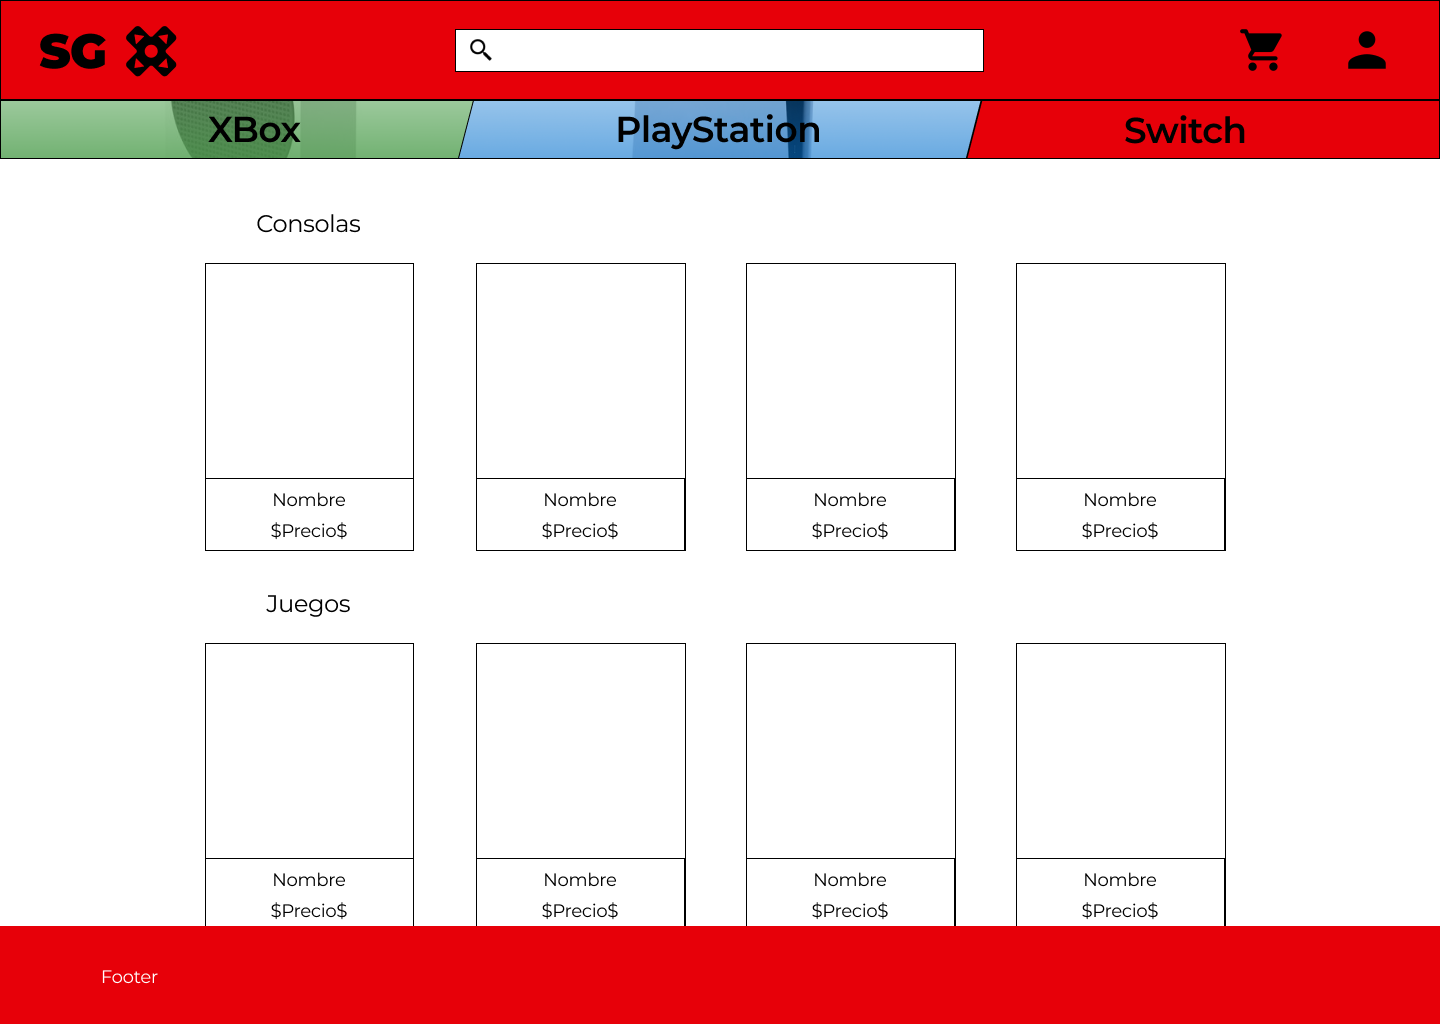 SG
XBox PlayStation Switch
Consolas
Nombre Nombre Nombre Nombre
$Precio$ $Precio$ $Precio$ $Precio$
Juegos
Nombre Nombre Nombre Nombre
$Precio$ $Precio$ $Precio$ $Precio$
Footer